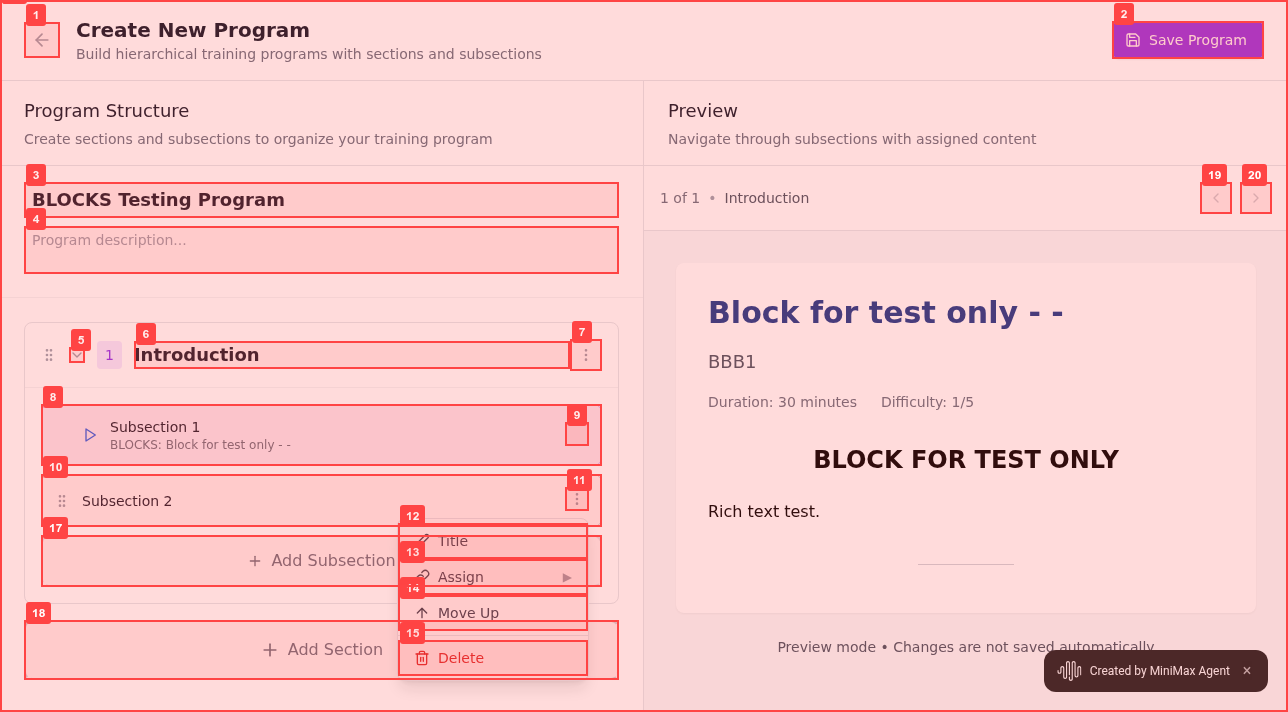 1
Create New Program
Build hierarchical training programs with sections and subsections
2
Save Program
Program Structure
Create sections and subsections to organize your training program
3
BLOCKS Testing Program
4
Program description...
5
6
7
1
Introduction
8
Subsection 1
BLOCKS: Block for test only - -
9
10
Subsection 2
11
12
Title
13
Assign
14
Move Up
15
Delete
17
Add Subsection
18
Add Section
Preview
Navigate through subsections with assigned content
1 of 1 • Introduction
19
20
Block for test only - -
BBB1
Duration: 30 minutes Difficulty: 1/5
BLOCK FOR TEST ONLY
Rich text test.
Preview mode • Changes are not saved automatically
Created by MiniMax Agent ×